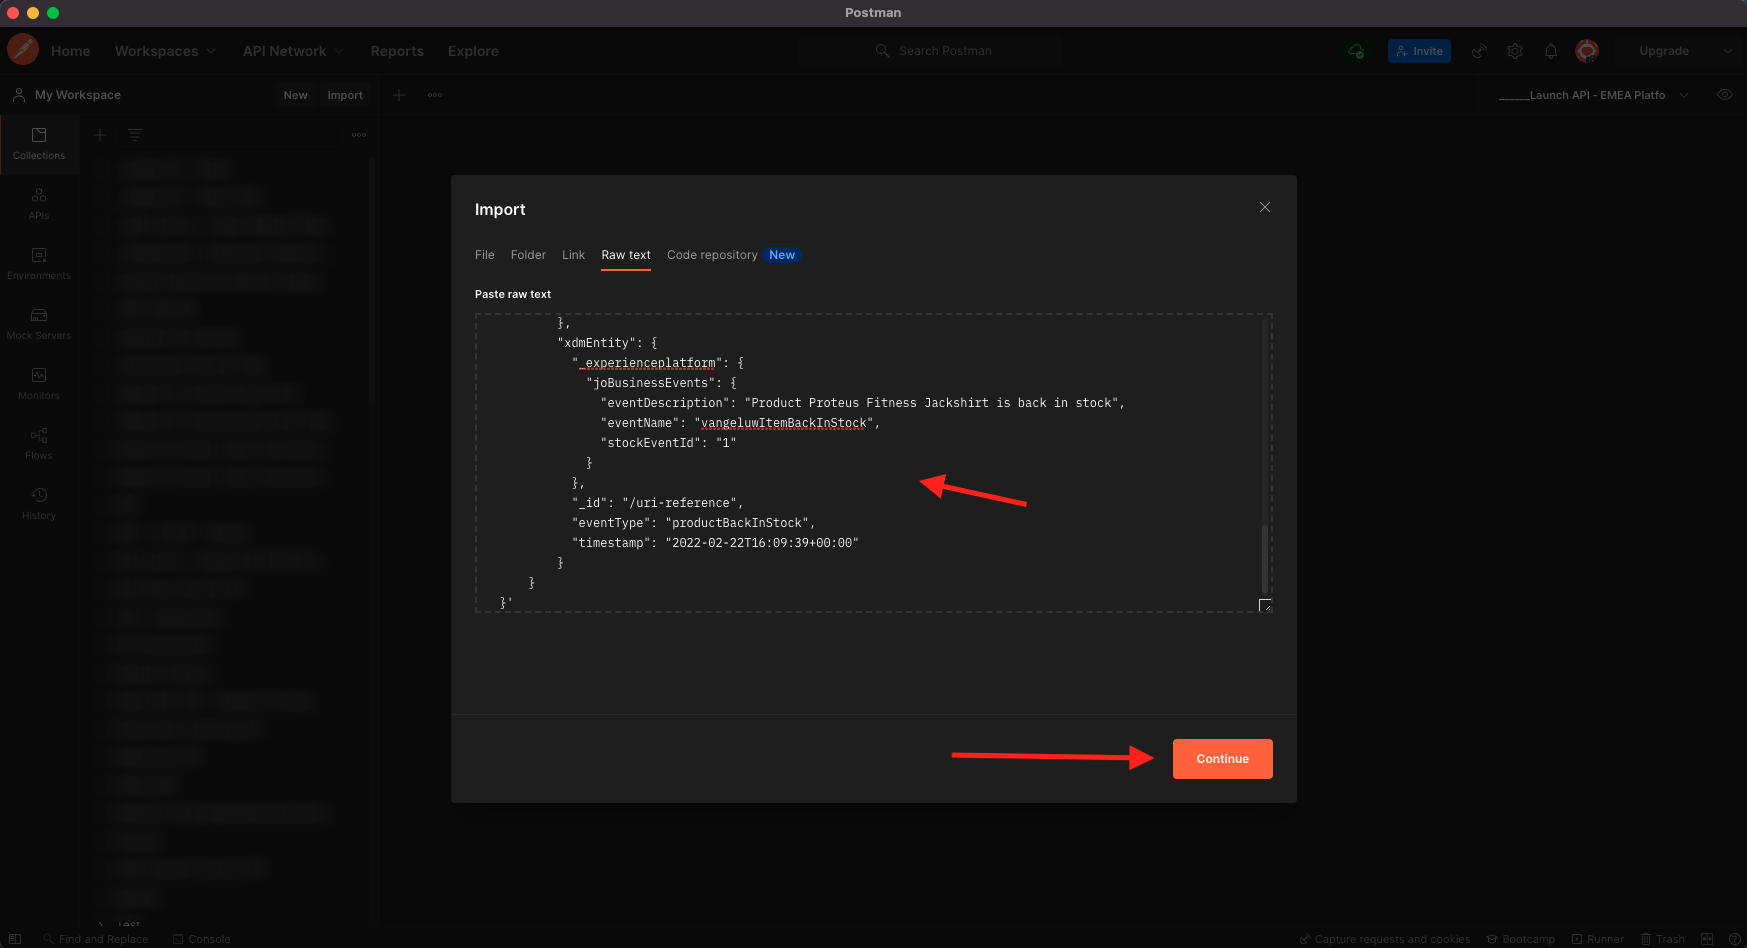 Postman
Home
Workspaces
API Network
Reports
Explore
Search Postman
Invite
Upgrade
My Workspace
New
Import
______Launch API - EMEA Platfo
Collections
APIs
Environments
Mock Servers
Monitors
Flows
History
Import
File
Folder
Link
Raw text
Code repository
New
Paste raw text
},
"xdmEntity": {
"_experienceplatform": {
"joBusinessEvents": {
"eventDescription": "Product Proteus Fitness Jackshirt is back in stock",
"eventName": "vangeluwItemBackInStock",
"stockEventId": "1"
}
},
"_id": "/uri-reference",
"eventType": "productBackInStock",
"timestamp": "2022-02-22T16:09:39+00:00"
}
}
}'
Continue
Find and Replace
Console
Capture requests and cookies
Bootcamp
Runner
Trash